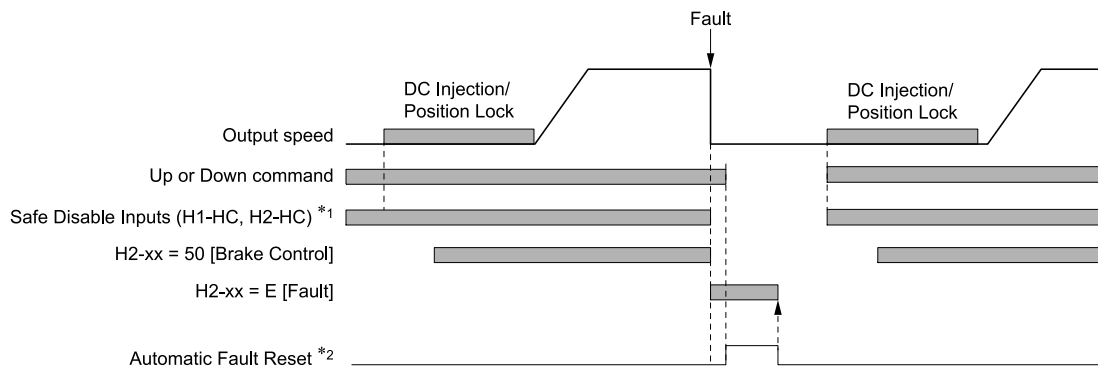 Fault
DC Injection/
Position Lock
DC Injection/
Position Lock
Output speed
Up or Down command
Safe Disable Inputs (H1-HC, H2-HC) *1
H2-xx = 50 [Brake Control]
H2-xx = E [Fault]
Automatic Fault Reset *2